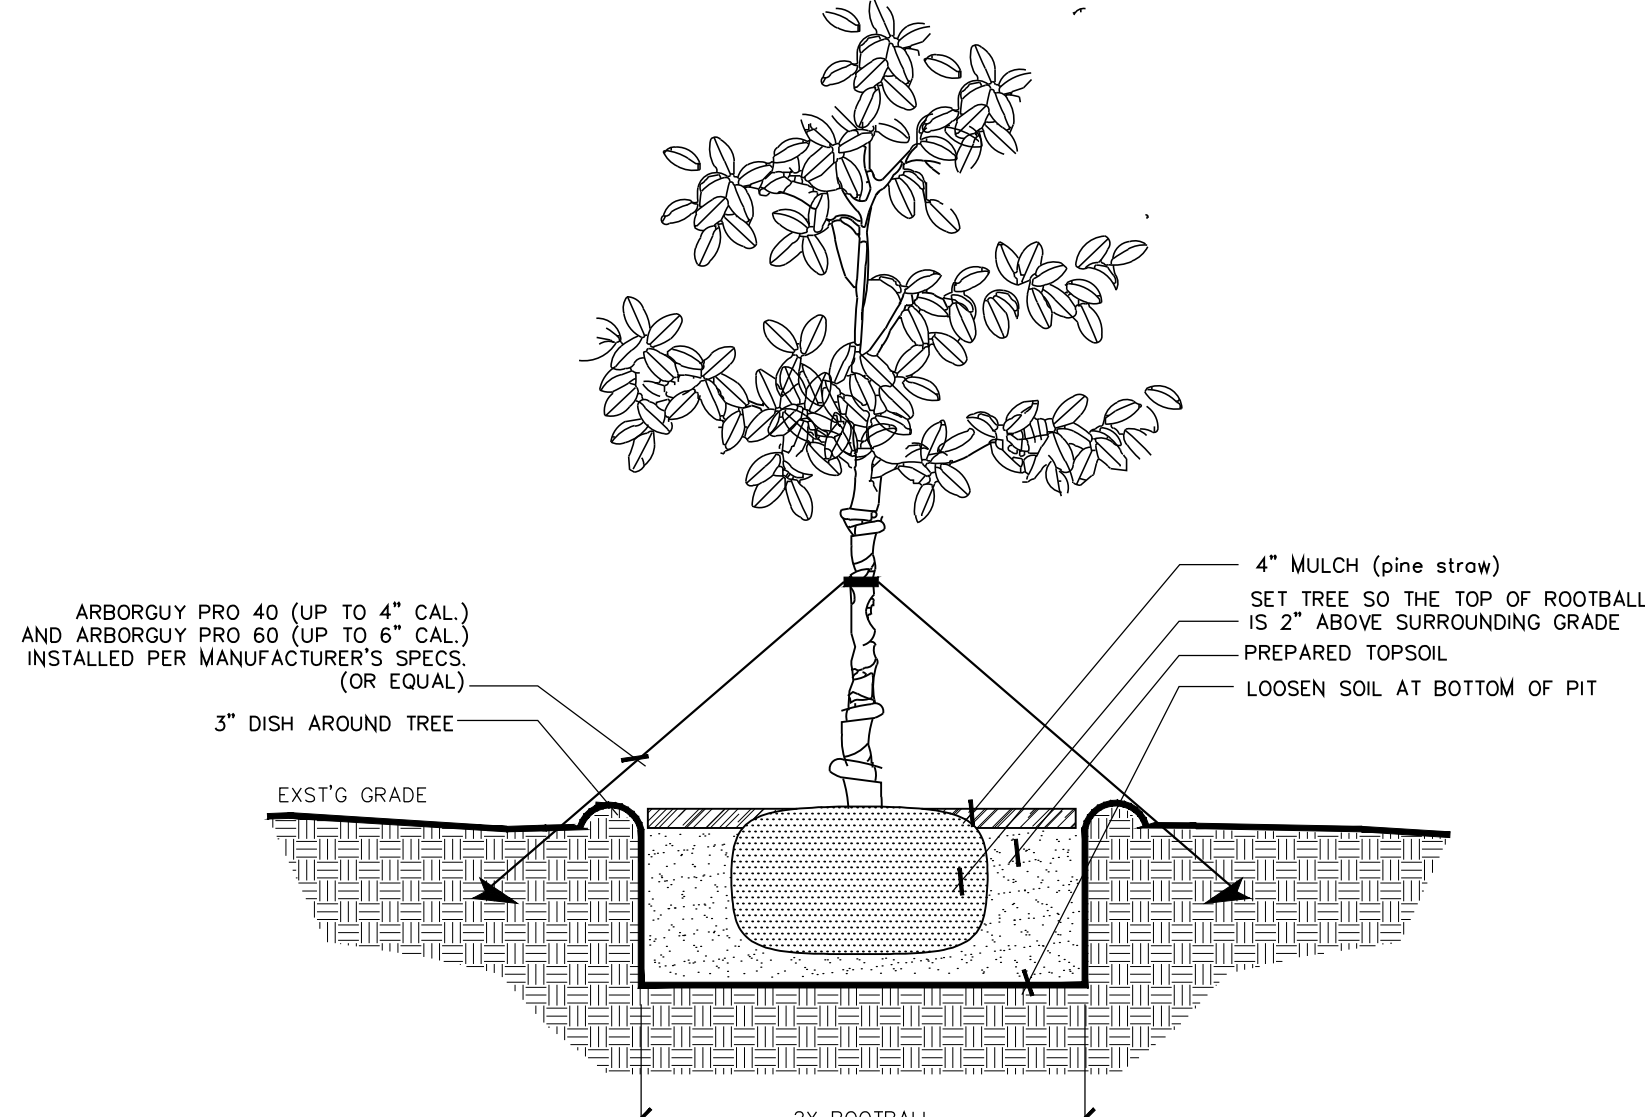 4" MULCH (pine straw)
SET TREE SO THE TOP OF ROOTBALL
IS 2" ABOVE SURROUNDING GRADE
PREPARED TOPSOIL
LOOSEN SOIL AT BOTTOM OF PIT
ARBORGUY PRO 40 (UP TO 4" CAL.)
AND ARBORGUY PRO 60 (UP TO 6" CAL.)
INSTALLED PER MANUFACTURER'S SPECS.
(OR EQUAL)
3" DISH AROUND TREE
EXST'G GRADE
ROOTBALL